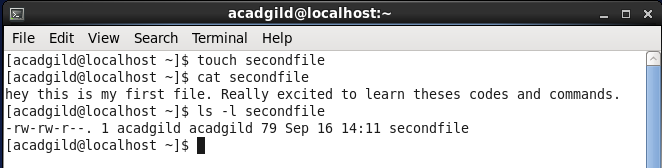 acadgild@localhost:~
File Edit View Search Terminal Help
[acadgild@localhost ~]$ touch secondfile
[acadgild@localhost ~]$ cat secondfile
hey this is my first file. Really excited to learn theses codes and commands.
[acadgild@localhost ~]$ ls -l secondfile
-rw-rw-r--. 1 acadgild acadgild 79 Sep 16 14:11 secondfile
[acadgild@localhost ~]$